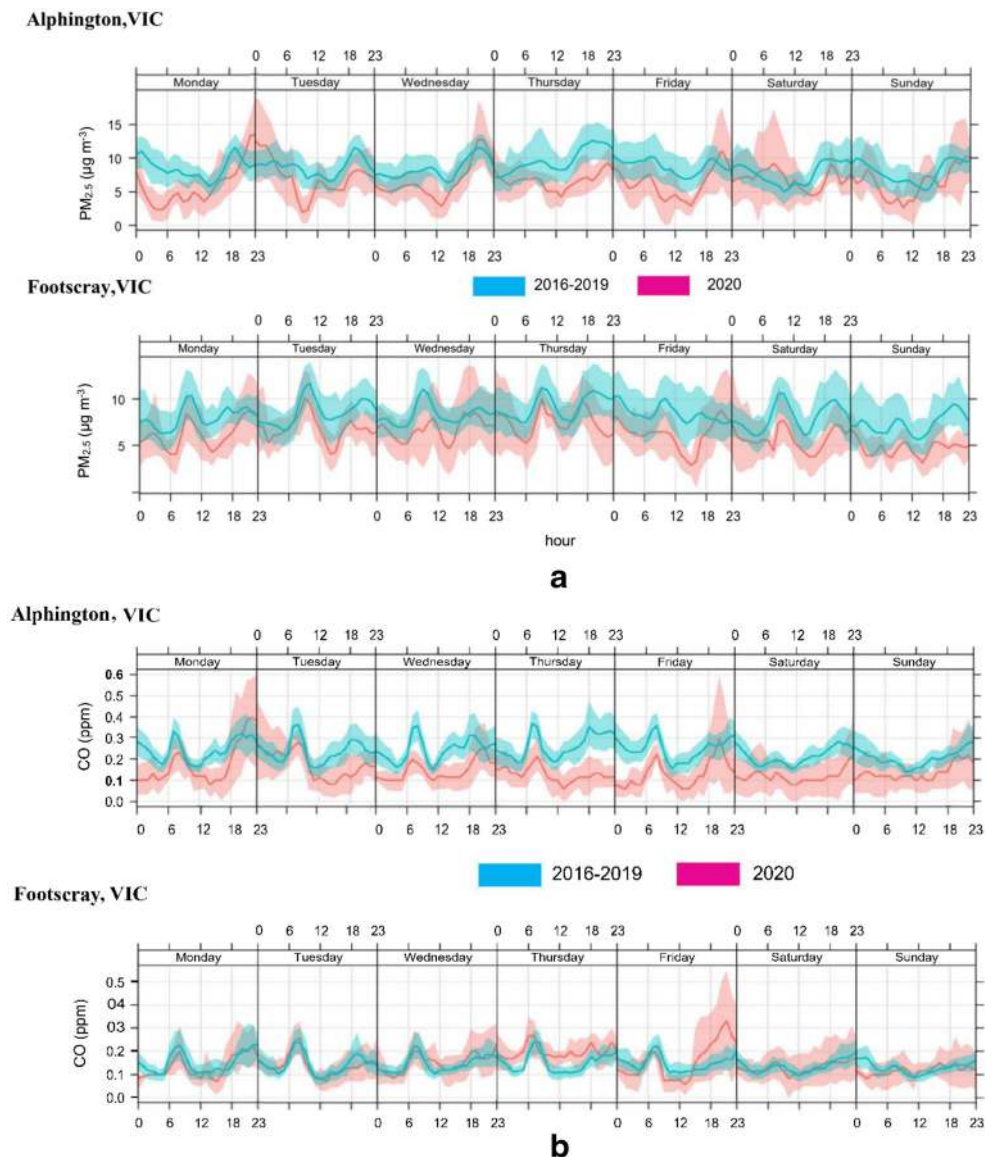 Alphington,VIC
0 6 12 18 23 0 6 12 18 23 0 6 12 18 23
Monday Tuesday Wednesday Thursday Friday Saturday Sunday
PM2.5 (µg m-3)
15
10
5
0
0 6 12 18 23 0 6 12 18 23 0 6 12 18 23 0 6 12 18 23
2016-2019 2020
Footscray,VIC
0 6 12 18 23 0 6 12 18 23 0 6 12 18 23
Monday Tuesday Wednesday Thursday Friday Saturday Sunday
PM2.5 (µg m-3)
10
5
0 6 12 18 23 0 6 12 18 23 0 6 12 18 23 0 6 12 18 23
hour
a
Alphington, VIC
0 6 12 18 23 0 6 12 18 23 0 6 12 18 23
Monday Tuesday Wednesday Thursday Friday Saturday Sunday
CO (ppm)
0.6
0.5
0.4
0.3
0.2
0.1
0.0
0 6 12 18 23 0 6 12 18 23 0 6 12 18 23 0 6 12 18 23
2016-2019 2020
Footscray, VIC
0 6 12 18 23 0 6 12 18 23 0 6 12 18 23
Monday Tuesday Wednesday Thursday Friday Saturday Sunday
CO (ppm)
0.5
04
03
0.2
0.1
0.0
0 6 12 18 23 0 6 12 18 23 0 6 12 18 23 0 6 12 18 23
b